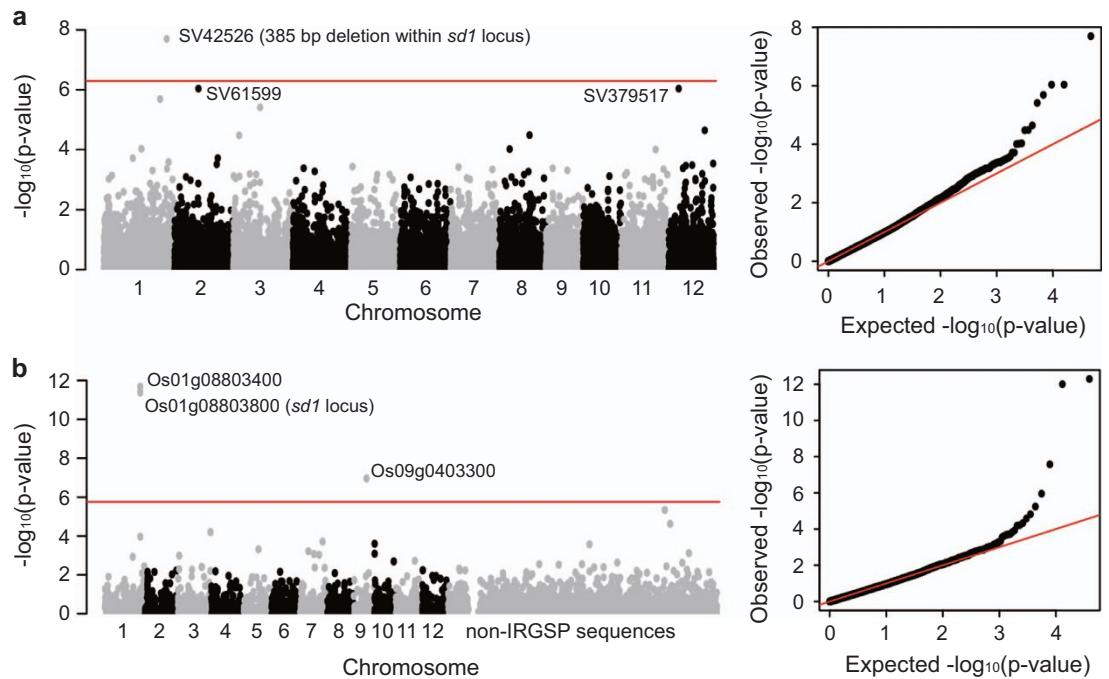 a
8
6
4
2
0
-log10(p-value)
SV42526 (385 bp deletion within sd1 locus)
SV61599
SV379517
1 2 3 4 5 6 7 8 9 10 11 12
Chromosome
8
6
4
2
0
Observed -log10(p-value)
0 1 2 3 4
Expected -log10(p-value)
b
12
10
8
6
4
2
0
-log10(p-value)
Os01g08803400
Os01g08803800 (sd1 locus)
Os09g0403300
1 2 3 4 5 6 7 8 9 10 11 12 non-IRGSP sequences
Chromosome
12
10
8
6
4
2
0
Observed -log10(p-value)
0 1 2 3 4
Expected -log10(p-value)